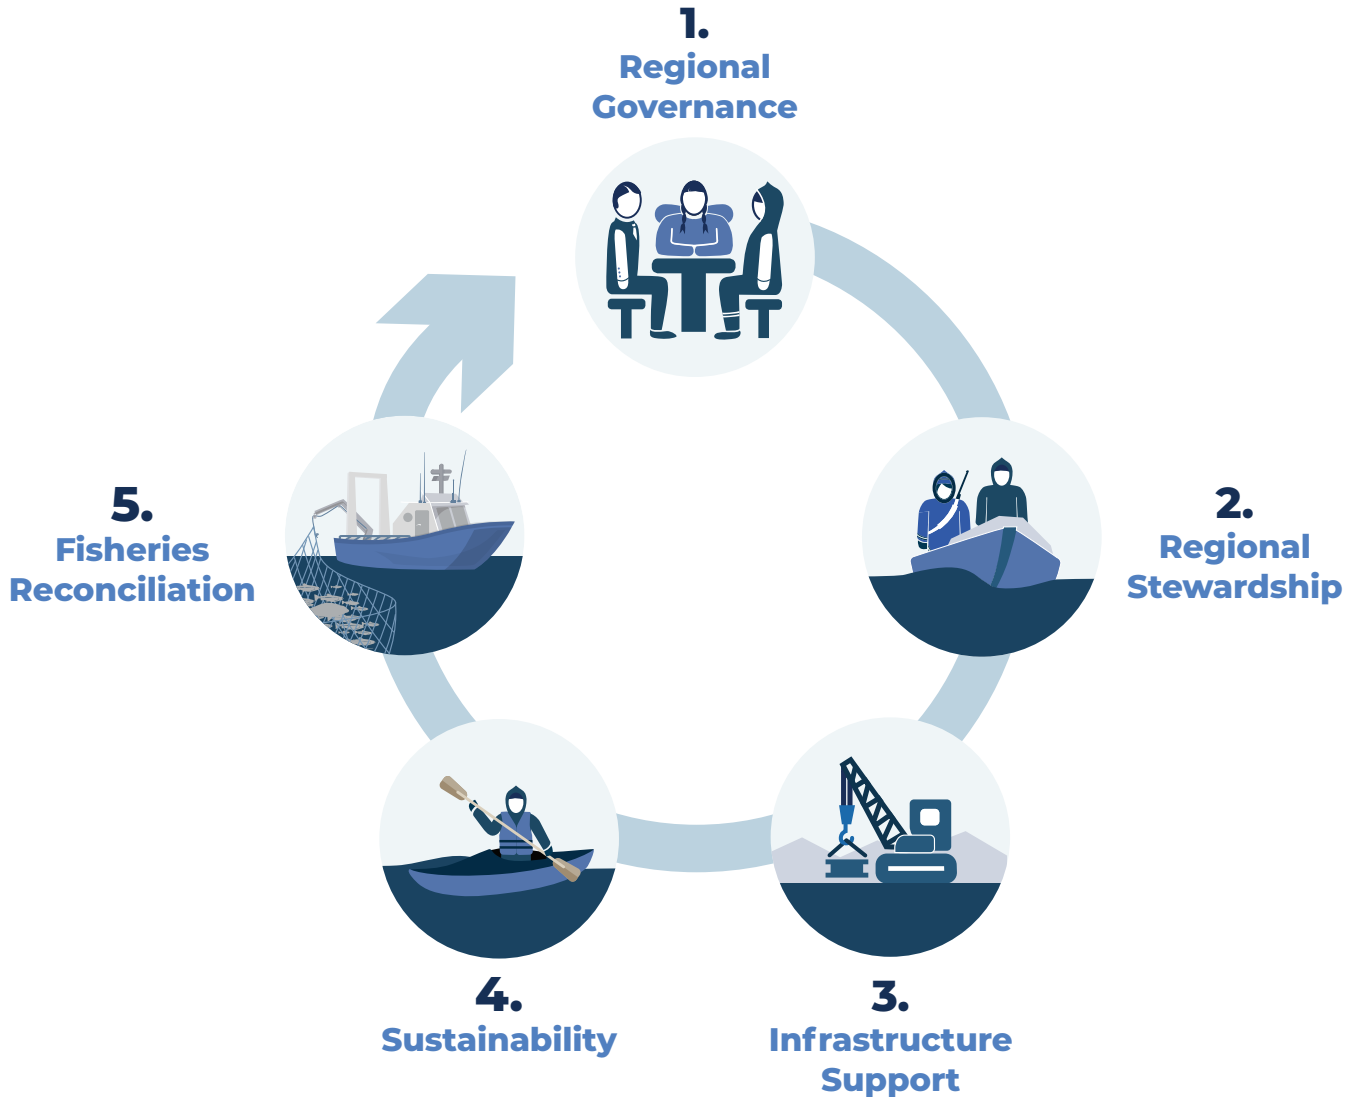 1.
Regional
Governance
2.
Regional
Stewardship
3.
Infrastructure
Support
4.
Sustainability
5.
Fisheries
Reconciliation